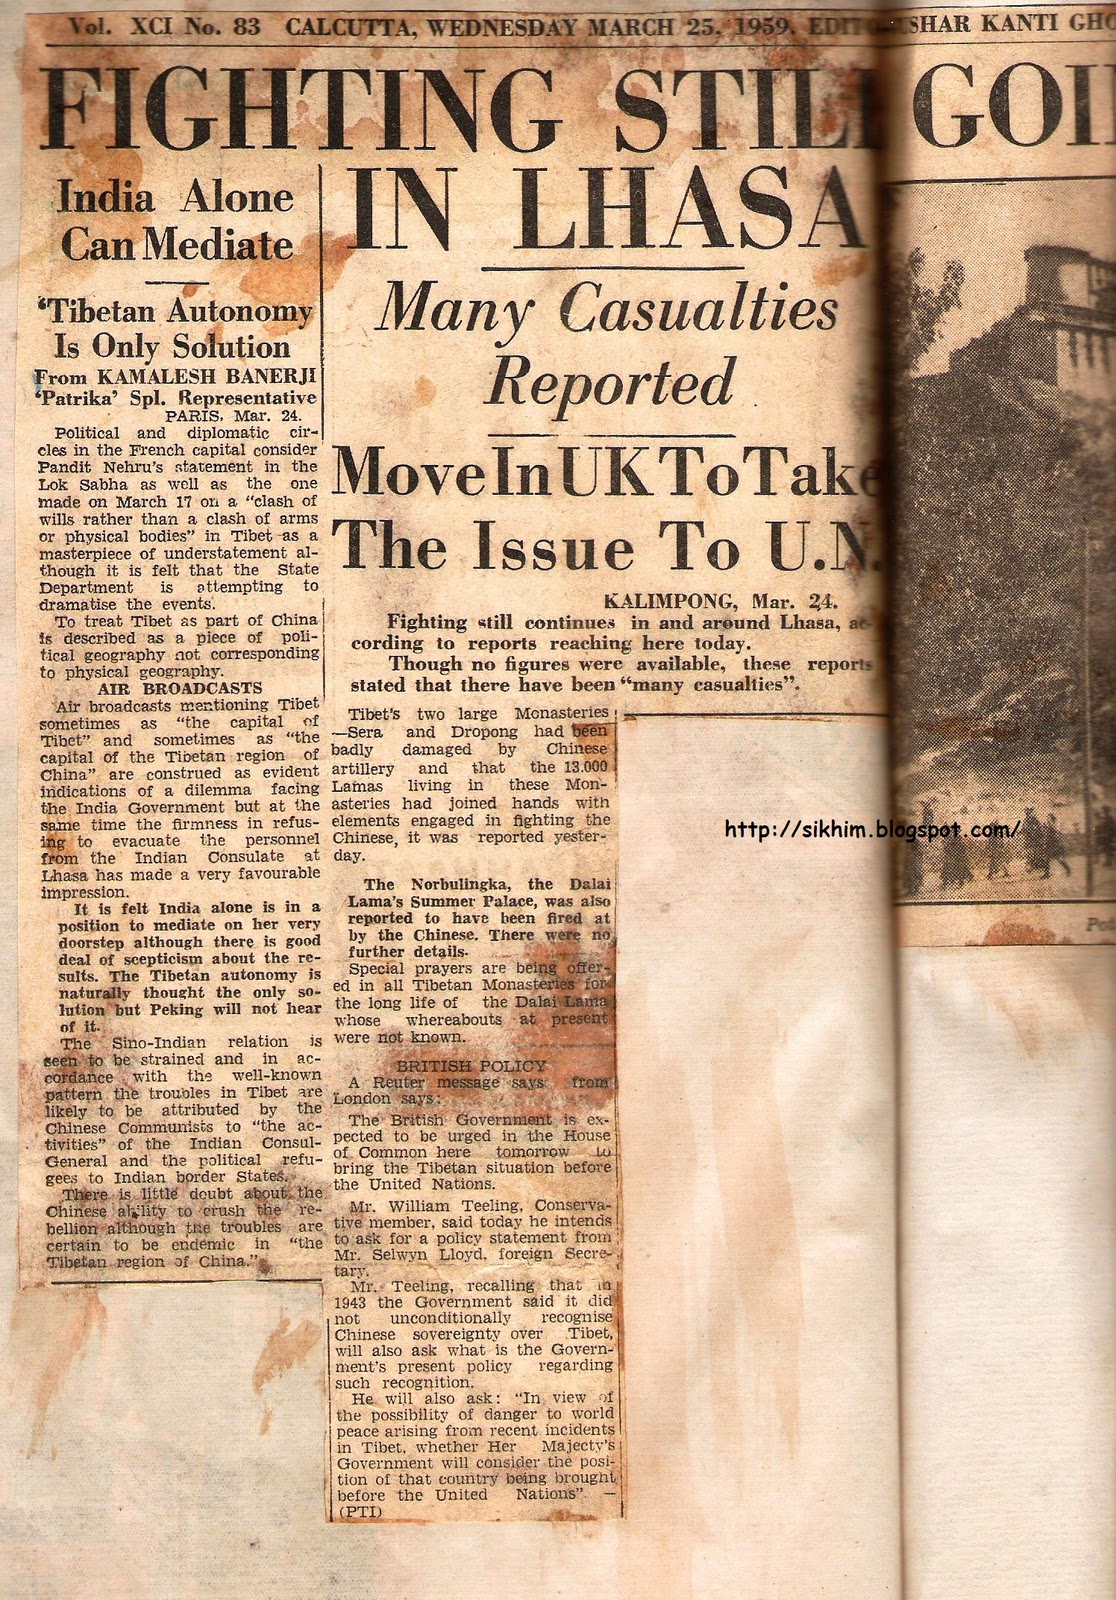 Vol. XCI No. 83 CALCUTTA, WEDNESDAY MARCH 25, 1959. EDITO USHAR KANTI GHO
FIGHTING STILL GOI
IN LHASA
India Alone
Can Mediate
‘Tibetan Autonomy
Is Only Solution
From KAMALESH BANERJI
‘Patrika’ Spl. Representative
PARIS, Mar. 24.
Political and diplomatic cir-
cles in the French capital consider
Pandit Nehru's statement in the
Lok Sabha as well as the one
made on March 17 on a “clash of
wills rather than a clash of arms
or physical bodies” in Tibet as a
masterpiece of understatement al-
though it is felt that the State
Department is attempting to
dramatise the events.
To treat Tibet as part of China
is described as a piece of poli-
tical geography not corresponding
to physical geography.
AIR BROADCASTS
Air broadcasts mentioning Tibet
sometimes as “the capital of
Tibet” and sometimes as “the
capital of the Tibetan region of
China” are construed as evident
indications of a dilemma facing
the India Government but at the
same time the firmness in refus-
ing to evacuate the personnel
from the Indian Consulate at
Lhasa has made a very favourable
impression.
It is felt India alone is in a
position to mediate on her very
doorstep although there is good
deal of scepticism about the re-
sults. The Tibetan autonomy is
naturally thought the only so-
lution but Peking will not hear
of it.
The Sino-Indian relation is
seen to be strained and in ac-
cordance with the well-known
pattern the troubles in Tibet are
likely to be attributed by the
Chinese Communists to “the ac-
tivities” of the Indian Consul-
General and the political refu-
gees to Indian border States.
There is little doubt about the
Chinese ability to crush the re-
bellion although the troubles are
certain to be endemic in “the
Tibetan region of China.”
Many Casualties
Reported
Move In UK To Take
The Issue To U.N.
KALIMPONG, Mar. 24.
Fighting still continues in and around Lhasa, ac-
cording to reports reaching here today.
Though no figures were available, these reports
stated that there have been “many casualties”.
Tibet's two large Monasteries
—Sera and Dropong had been
badly damaged by Chinese
artillery and that the 13.000
Lamas living in these Mon-
asteries had joined hands with
elements engaged in fighting the
Chinese, it was reported yester-
day.
The Norbulingka, the Dalai
Lama's Summer Palace, was also
reported to have been fired at
by the Chinese. There were no
further details.
Special prayers are being offer-
ed in all Tibetan Monasteries for
the long life of the Dalai Lama
whose whereabouts at present
were not known.
BRITISH POLICY
A Reuter message says from
London says:
The British Government is ex-
pected to be urged in the House
of Common here tomorrow to
bring the Tibetan situation before
the United Nations.
Mr. William Teeling, Conserva-
tive member, said today he intends
to ask for a policy statement from
Mr. Selwyn Lloyd, foreign Secre-
tary.
Mr. Teeling, recalling that in
1943 the Government said it did
not unconditionally recognise
Chinese sovereignty over Tibet,
will also ask what is the Govern-
ment's present policy regarding
such recognition.
He will also ask: “In view of
the possibility of danger to world
peace arising from recent incidents
in Tibet, whether Her Majecty's
Government will consider the posi-
tion of that country being brought
before the United Nations”. —
(PTI)
http://sikhim.blogspot.com/